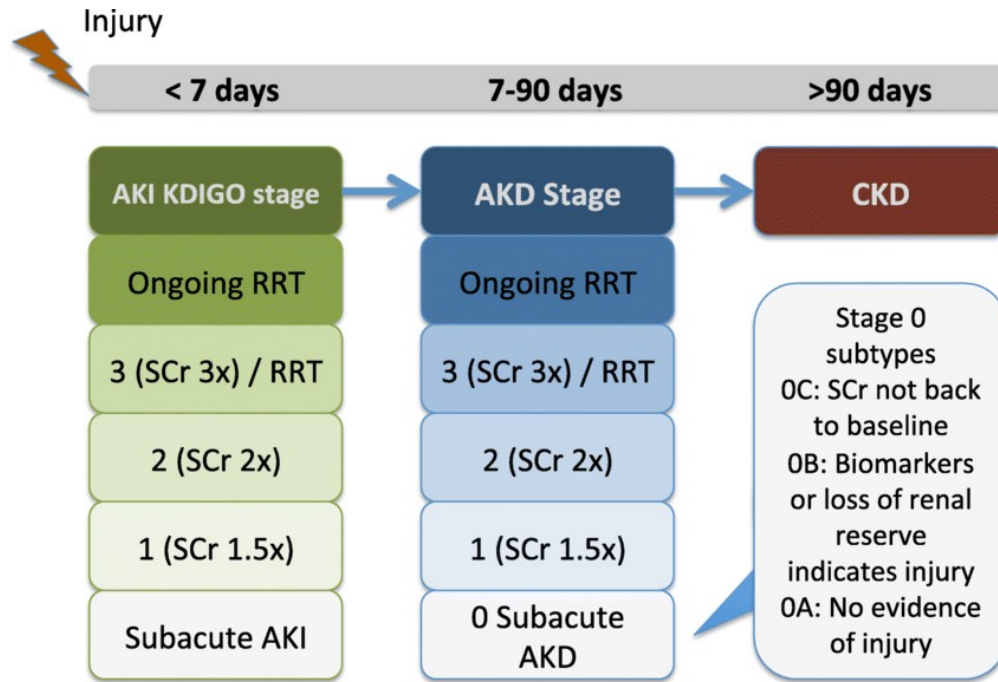 Injury
< 7 days
7-90 days
>90 days
AKI KDIGO stage
AKD Stage
CKD
Ongoing RRT
Ongoing RRT
3 (SCr 3x) / RRT
3 (SCr 3x) / RRT
2 (SCr 2x)
2 (SCr 2x)
1 (SCr 1.5x)
1 (SCr 1.5x)
Subacute AKI
0 Subacute
AKD
Stage 0
subtypes
0C: SCr not back
to baseline
0B: Biomarkers
or loss of renal
reserve
indicates injury
0A: No evidence
of injury